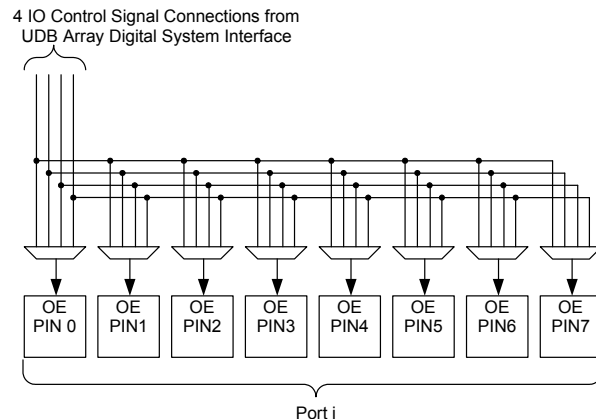 4 IO Control Signal Connections from
UDB Array Digital System Interface
OE
PIN 0
OE
PIN1
OE
PIN2
OE
PIN3
OE
PIN4
OE
PIN5
OE
PIN6
OE
PIN7
Port i